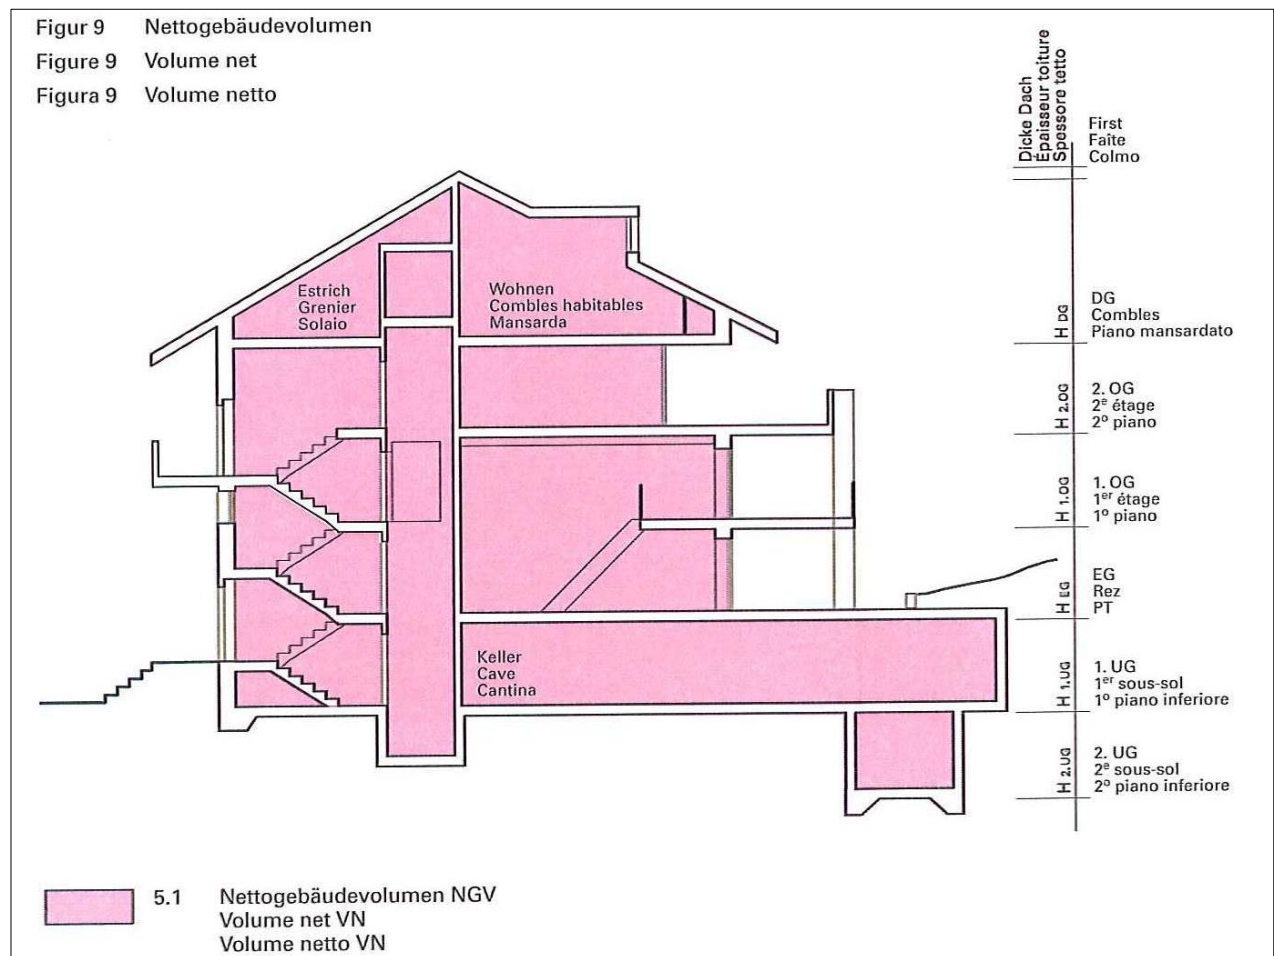 Figur 9 Nettogebäudevolumen
Figure 9 Volume net
Figura 9 Volume netto
Dicke Dach
Épaisseur toiture
Spessore tetto
First
Faîte
Colmo
Estrich
Grenier
Solaio
Wohnen
Combles habitables
Mansarda
H DG
DG
Combles
Piano mansardato
H 2.OG
2. OG
2e étage
2o piano
H 1.OG
1. OG
1er étage
1o piano
H EG
EG
Rez
PT
Keller
Cave
Cantina
H 1.UG
1. UG
1er sous-sol
1o piano inferiore
H 2.UG
2. UG
2e sous-sol
2o piano inferiore
5.1 Nettogebäudevolumen NGV
Volume net VN
Volume netto VN